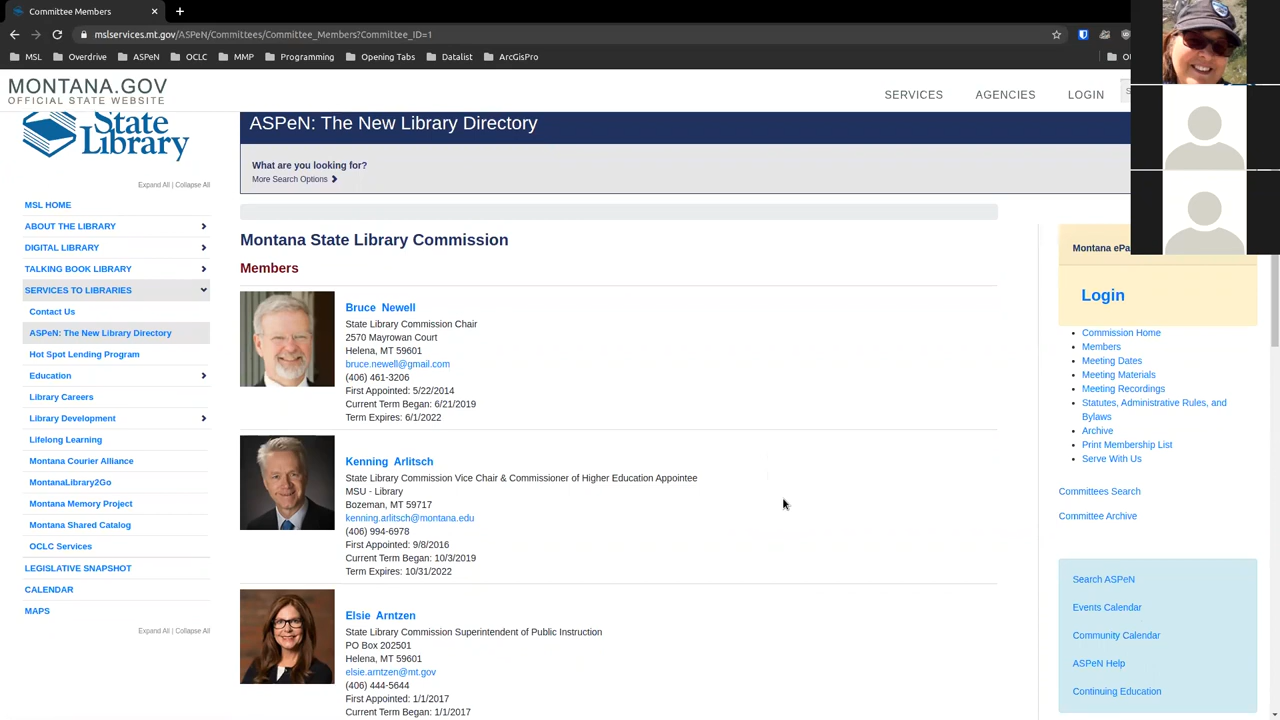 Committee Members
mslservices.mt.gov/ASPEN/Commitee/Committees/Members?committee_ID=1
MSL
Overdrive
ASPeN
OCLC
MMP
Programming
Opening Tabs
Datalist
ArcGisPro
MONTANA.GOV
OFFICIAL STATE WEBSITE
SERVICES
AGENCIES
LOGIN
State
Library
ASPeN: The New Library Directory
What are you looking for?
More Search Options
Expand All | Collapse All
MSL HOME
ABOUT THE LIBRARY
DIGITAL LIBRARY
TALKING BOOK LIBRARY
SERVICES TO LIBRARIES
Contact Us
ASPeN: The New Library Directory
Hot Spot Lending Program
Education
Library Careers
Library Development
Lifelong Learning
Montana Courier Alliance
MontanaLibrary2Go
Montana Memory Project
Montana Shared Catalog
OCLC Services
LEGISLATIVE SNAPSHOT
CALENDAR
MAPS
Expand All | Collapse All
Montana State Library Commission
Members
Bruce Newell
State Library Commission Chair
2570 Mayrowan Court
Helena, MT 59601
bruce.newell@gmail.com
(406) 461-3206
First Appointed: 5/22/2014
Current Term Began: 6/21/2019
Term Expires: 6/1/2022
Kenning Arlitsch
State Library Commission Vice Chair & Commissioner of Higher Education Appointee
MSU - Library
Bozeman, MT 59717
kenning.arlitsch@montana.edu
(406) 994-6978
First Appointed: 9/8/2016
Current Term Began: 10/3/2019
Term Expires: 10/31/2022
Elsie Arntzen
State Library Commission Superintendent of Public Instruction
PO Box 202501
Helena, MT 59601
elsie.arntzen@mt.gov
(406) 444-5644
First Appointed: 1/1/2017
Current Term Began: 1/1/2017
Montana ePa
Login
Commission Home
Members
Meeting Dates
Meeting Materials
Meeting Recordings
Statutes, Administrative Rules, and
Bylaws
Archive
Print Membership List
Serve With Us
Committees Search
Committee Archive
Search ASPeN
Events Calendar
Community Calendar
ASPeN Help
Continuing Education